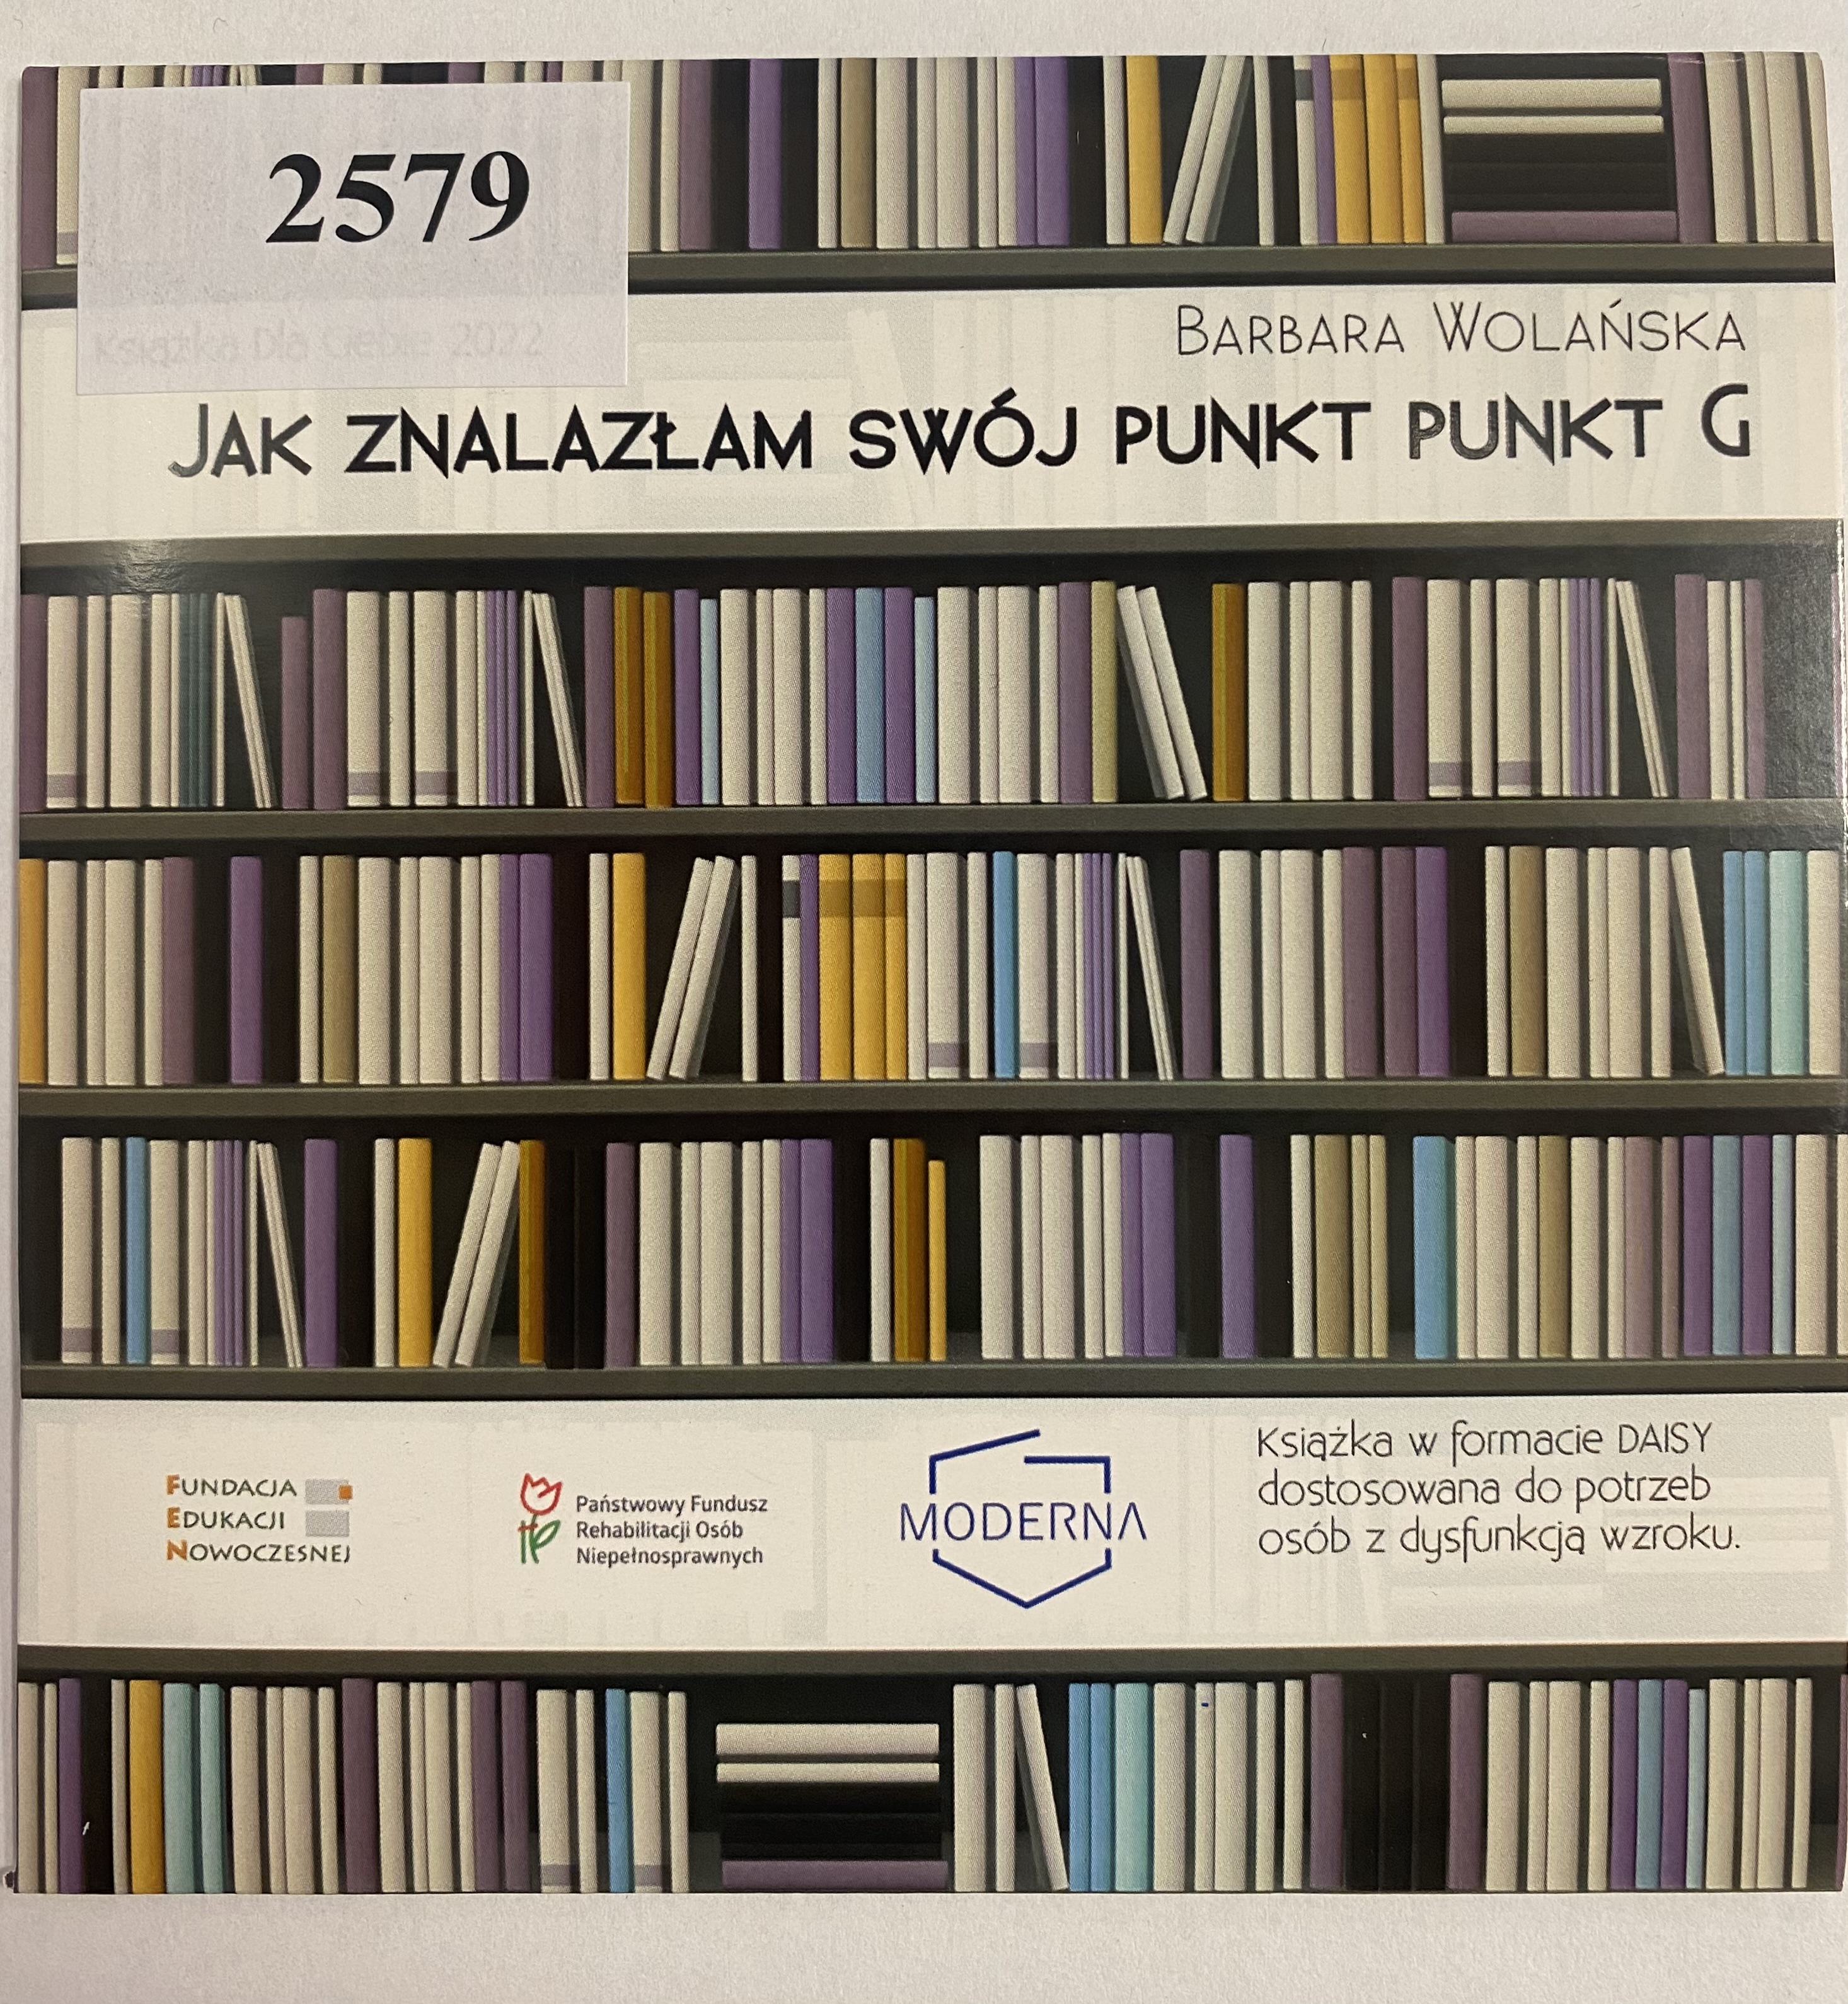 2579
Książka Dla Ciebie 2022
BARBARA WOLAŃSKA
JAK ZNALAZŁAM SWÓJ PUNKT PUNKT G
FUNDACJA
EDUKACJI
NOWOCZESNEJ
Państwowy Fundusz
Rehabilitacji Osób
Niepełnosprawnych
MODERNA
Książka w formacie DAISY
dostosowana do potrzeb
osób z dysfunkcją wzroku.